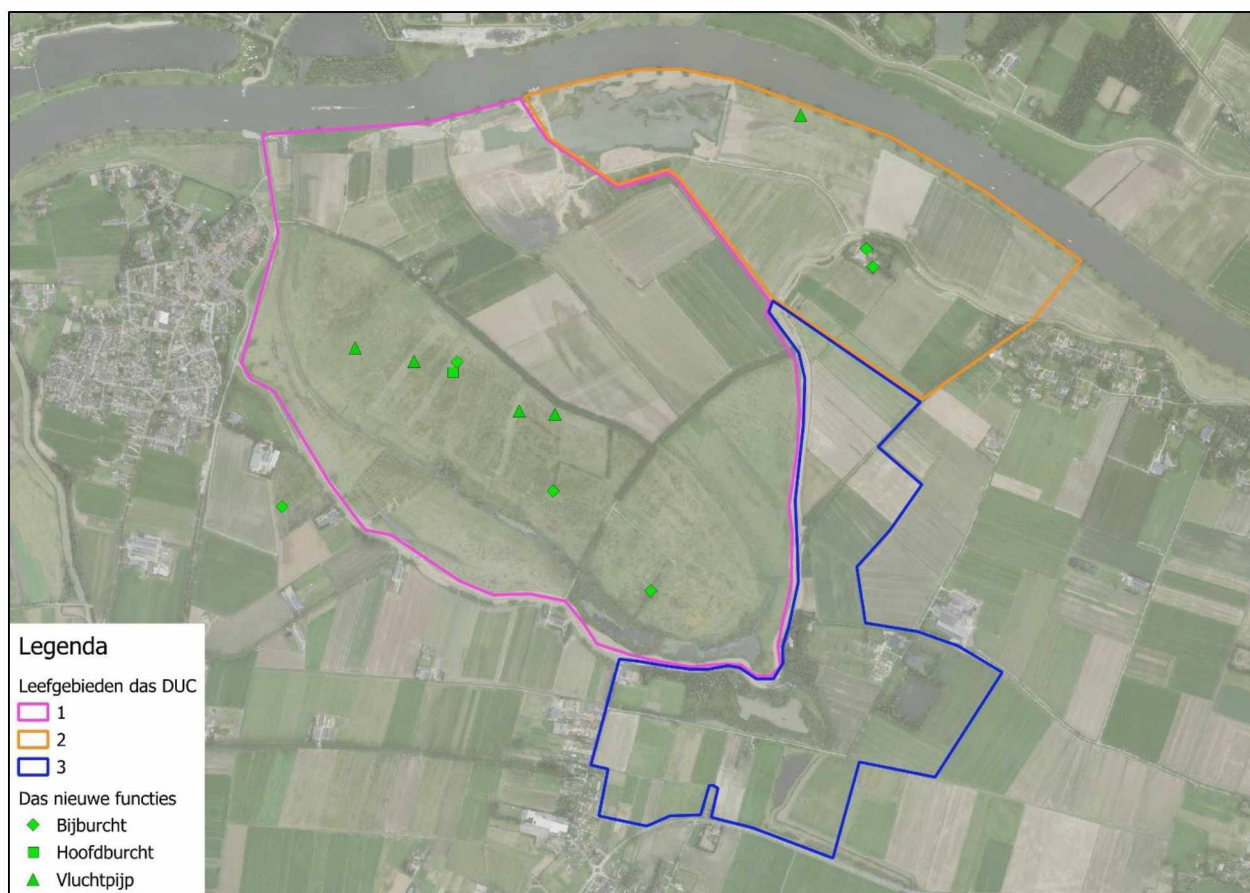 Legenda
Leefgebieden das DUC
1
2
3
Das nieuwe functies
Bijburcht
Hoofdburcht
Vluchtpijp